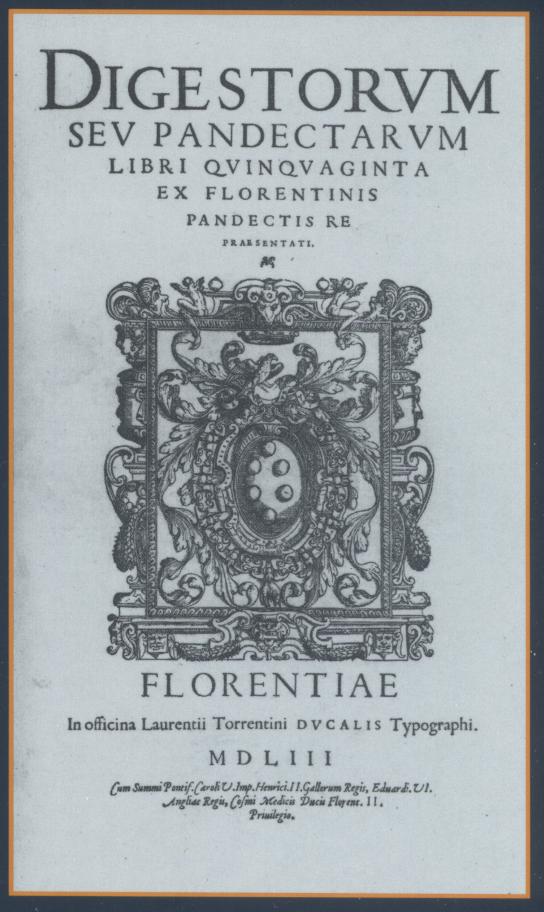 DIGESTORVM
SEV PANDECTARVM
LIBRI QVINQVAGINTA
EX FLORENTINIS
PANDECTIS RE
PRAESENTATI.
FLORENTIAE
In officina Laurentii Torrentini DVCALIS Typographi.
MDLIII
Cum Summi Pontif. Caroli V. Imp. Henrici. II. Gallorum Regis, Eduardi. VI.
Angliae Regis, Cosmi Medicis Ducis Florent. II.
Priuilegio.